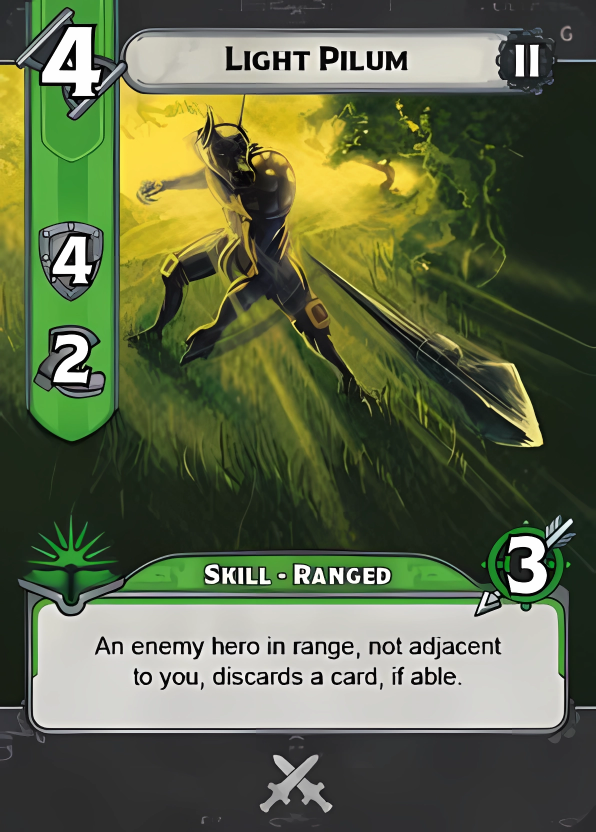 4
LIGHT PILUM
II
G
4
2
SKILL - RANGED
3
An enemy hero in range, not adjacent
to you, discards a card, if able.